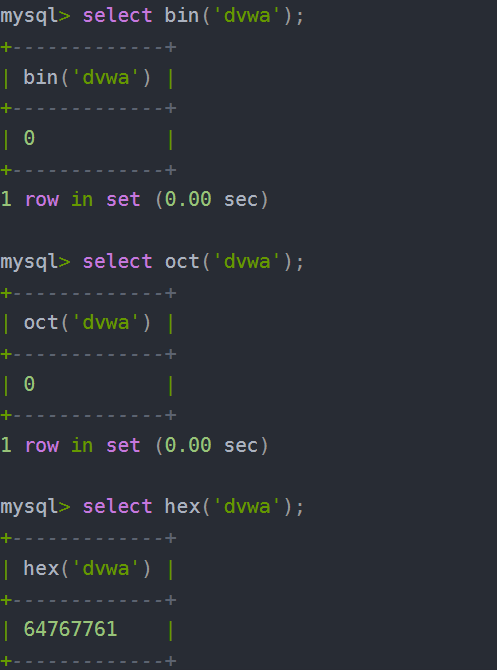 mysql> select bin('dvwa');
+-------------+
| bin('dvwa') |
+-------------+
| 0           |
+-------------+
1 row in set (0.00 sec)

mysql> select oct('dvwa');
+-------------+
| oct('dvwa') |
+-------------+
| 0           |
+-------------+
1 row in set (0.00 sec)

mysql> select hex('dvwa');
+-------------+
| hex('dvwa') |
+-------------+
| 64767761    |
+-------------+